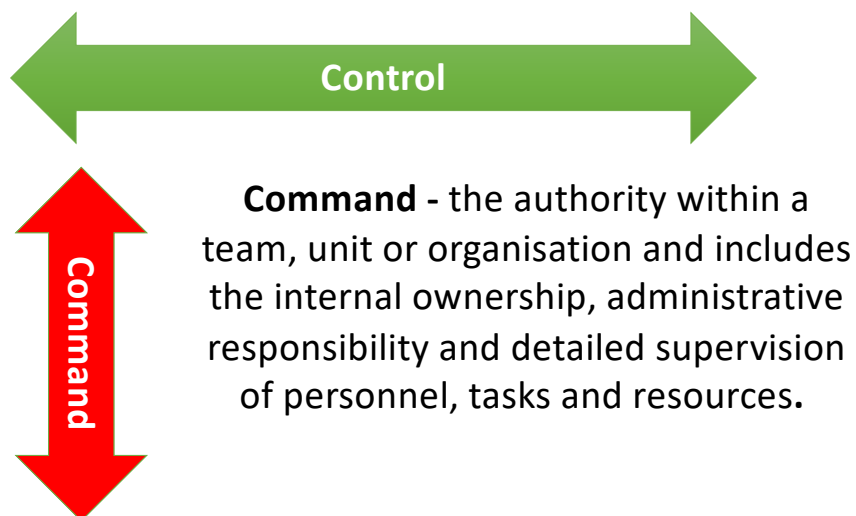 Control
Command
Command - the authority within a
team, unit or organisation and includes
the internal ownership, administrative
responsibility and detailed supervision
of personnel, tasks and resources.